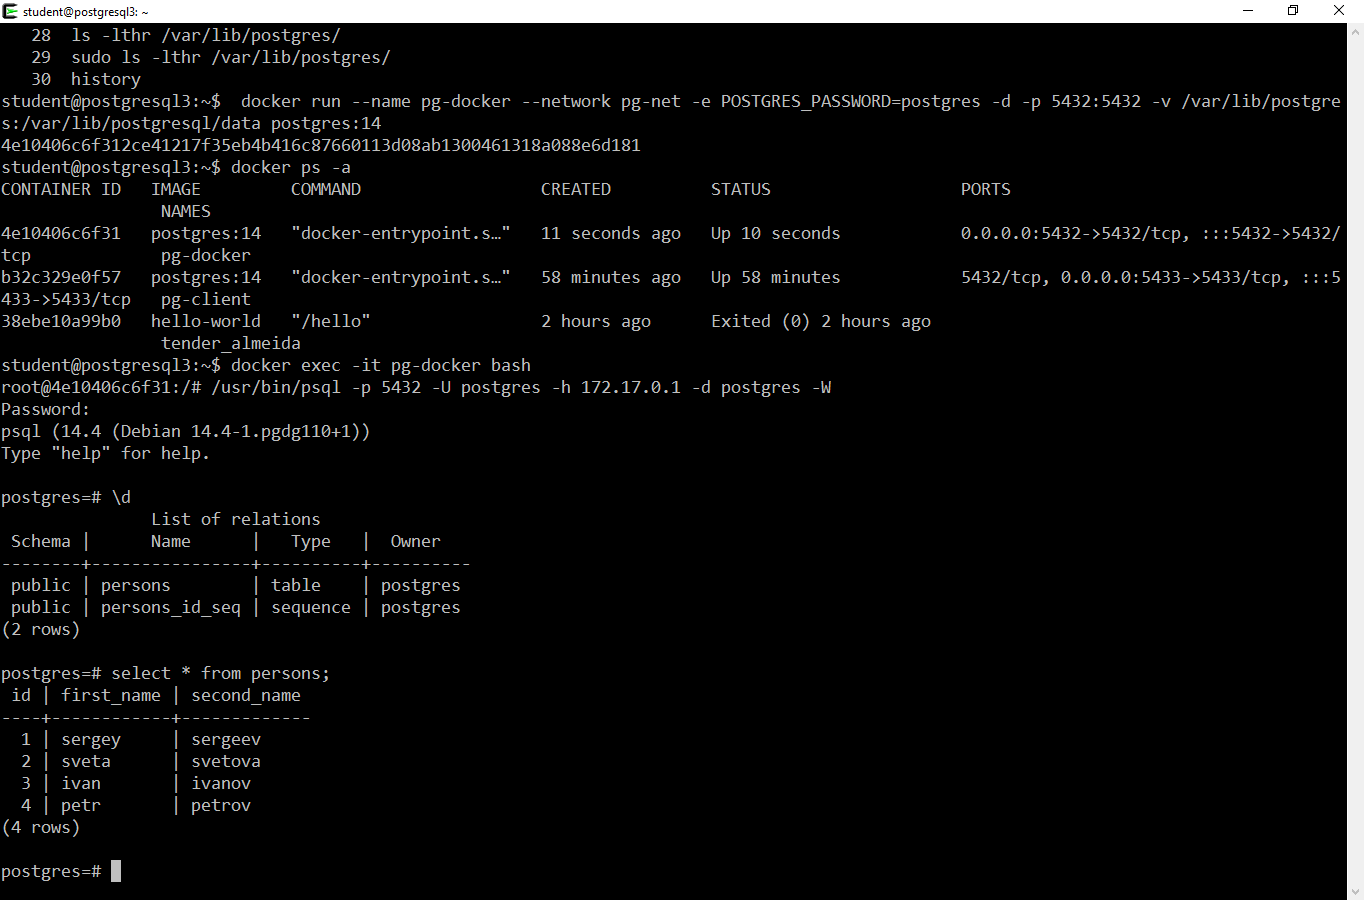 student@postgresql3: ~
   28  ls -lthr /var/lib/postgres/
   29  sudo ls -lthr /var/lib/postgres/
   30  history
student@postgresql3:~$  docker run --name pg-docker --network pg-net -e POSTGRES_PASSWORD=postgres -d -p 5432:5432 -v /var/lib/postgre
s:/var/lib/postgresql/data postgres:14
4e10406c6f312ce41217f35eb4b416c87660113d08ab1300461318a088e6d181
student@postgresql3:~$ docker ps -a
CONTAINER ID   IMAGE         COMMAND                  CREATED          STATUS                   PORTS
                NAMES
4e10406c6f31   postgres:14   "docker-entrypoint.s…"   11 seconds ago   Up 10 seconds            0.0.0.0:5432->5432/tcp, :::5432->5432/
tcp             pg-docker
b32c329e0f57   postgres:14   "docker-entrypoint.s…"   58 minutes ago   Up 58 minutes            5432/tcp, 0.0.0.0:5433->5433/tcp, :::5
433->5433/tcp   pg-client
38ebe10a99b0   hello-world   "/hello"                 2 hours ago      Exited (0) 2 hours ago
                tender_almeida
student@postgresql3:~$ docker exec -it pg-docker bash
root@4e10406c6f31:/# /usr/bin/psql -p 5432 -U postgres -h 172.17.0.1 -d postgres -W
Password:
psql (14.4 (Debian 14.4-1.pgdg110+1))
Type "help" for help.

postgres=# \d
               List of relations
 Schema |      Name      |   Type   |  Owner
--------+----------------+----------+----------
 public | persons        | table    | postgres
 public | persons_id_seq | sequence | postgres
(2 rows)

postgres=# select * from persons;
 id | first_name | second_name
----+------------+-------------
  1 | sergey     | sergeev
  2 | sveta      | svetova
  3 | ivan       | ivanov
  4 | petr       | petrov
(4 rows)

postgres=#